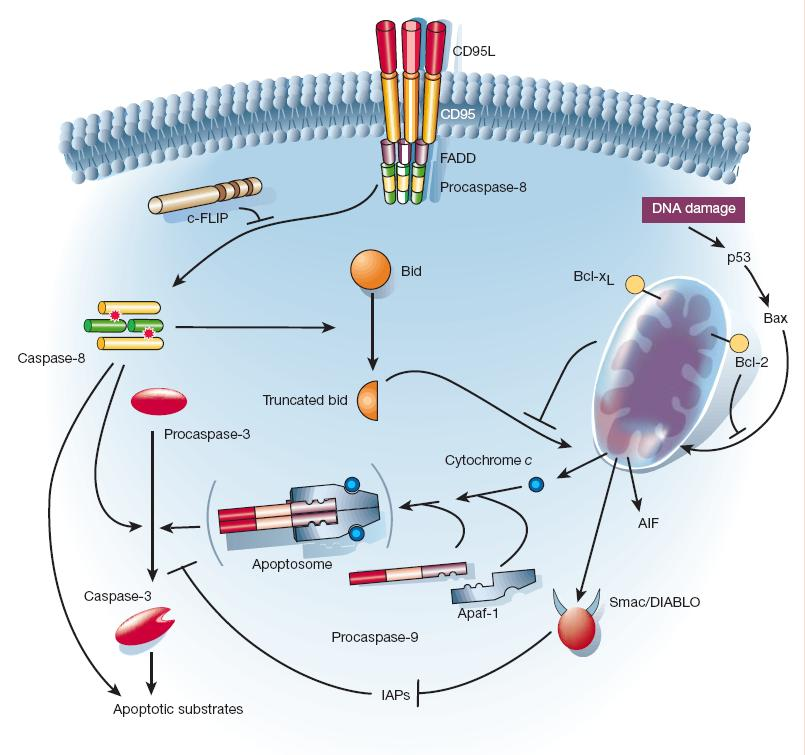 CD95L
CD95
FADD
Procaspase-8
c-FLIP
DNA damage
p53
Bid
Bcl-xL
Bax
Caspase-8
Bcl-2
Truncated bid
Procaspase-3
Cytochrome c
AIF
Apoptosome
Caspase-3
Smac/DIABLO
Apaf-1
Procaspase-9
IAPs
Apoptotic substrates